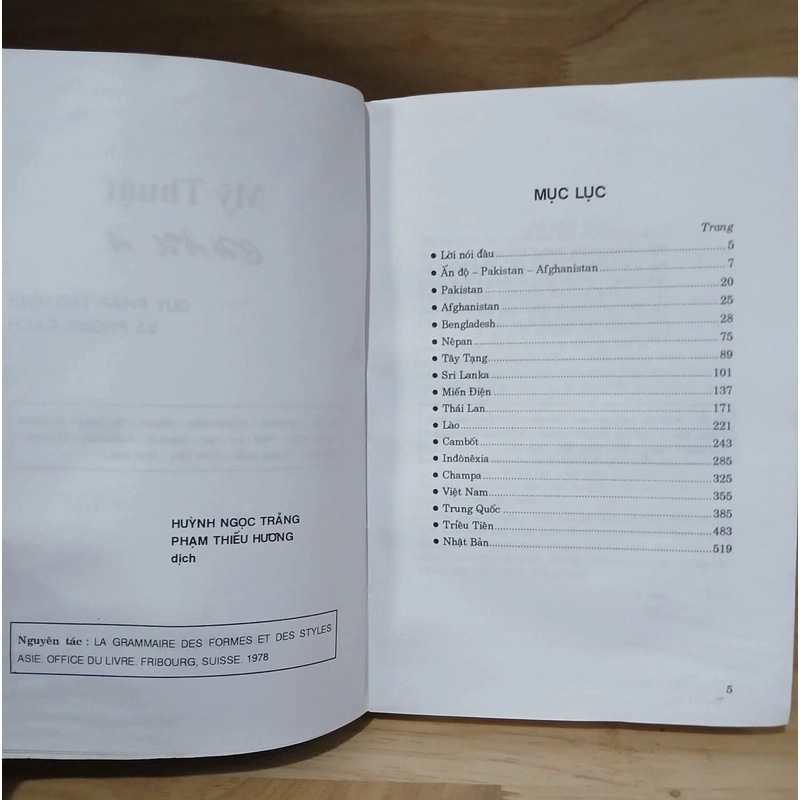 HUỲNH NGỌC TRẢNG
PHẠM THIẾU HƯƠNG
dịch
Nguyên tác : LA GRAMMAIRE DES FORMES ET DES STYLES
ASIE. OFFICE DU LIVRE. FRIBOURG, SUISSE. 1978
MỤC LỤC
Trang
● Lời nói đầu 5
● Ấn độ – Pakistan – Afghanistan 7
● Pakistan 20
● Afghanistan 25
● Bengladesh 28
● Nêpan 75
● Tây Tạng 89
● Sri Lanka 101
● Miến Điện 137
● Thái Lan 171
● Lào 221
● Cambốt 243
● Inđônêxia 285
● Champa 325
● Việt Nam 355
● Trung Quốc 385
● Triều Tiên 483
● Nhật Bản 519
5